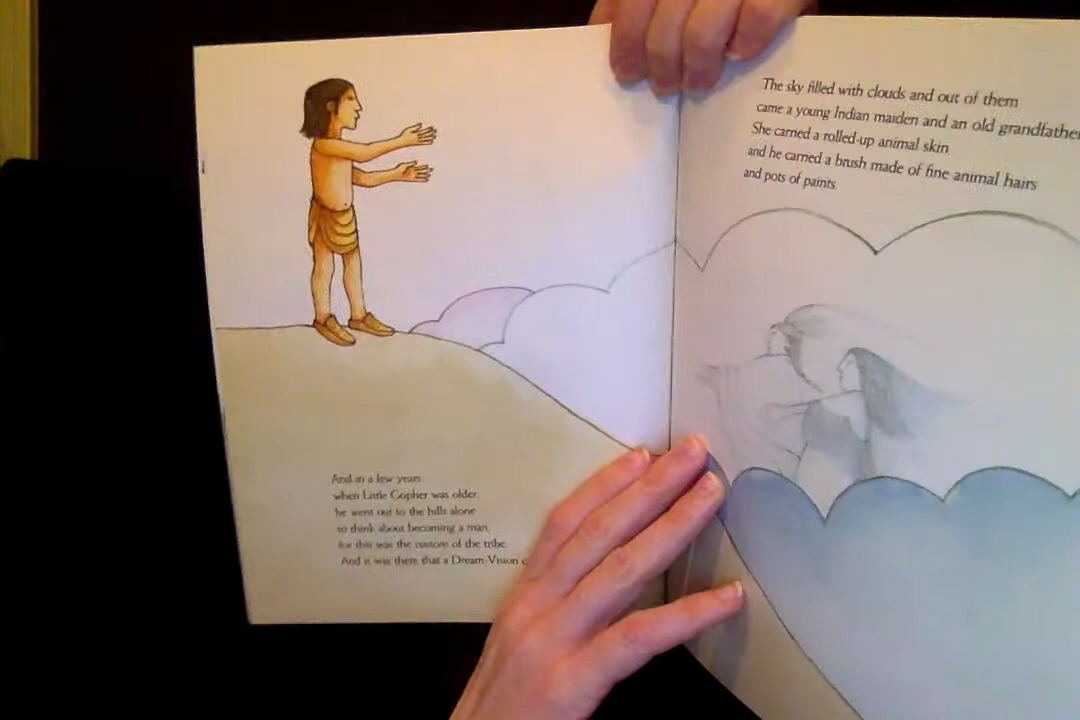 And in a few years
when Little Gopher was older,
he went out to the hills alone
to think about becoming a man,
for this was the custom of the tribe.
And it was there that a Dream-Vision
The sky filled with clouds and out of them
came a young Indian maiden and an old grandfather
She carried a rolled-up animal skin
and he carried a brush made of fine animal hairs
and pots of paints.